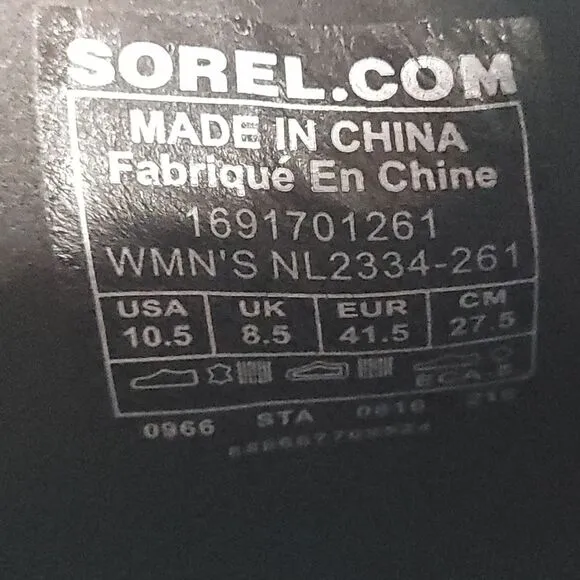 SOREL.COM
MADE IN CHINA
Fabriqué En Chine
1691701261
WMN'S NL2334-261
USA UK EUR CM
10.5 8.5 41.5 27.5
0966 STA